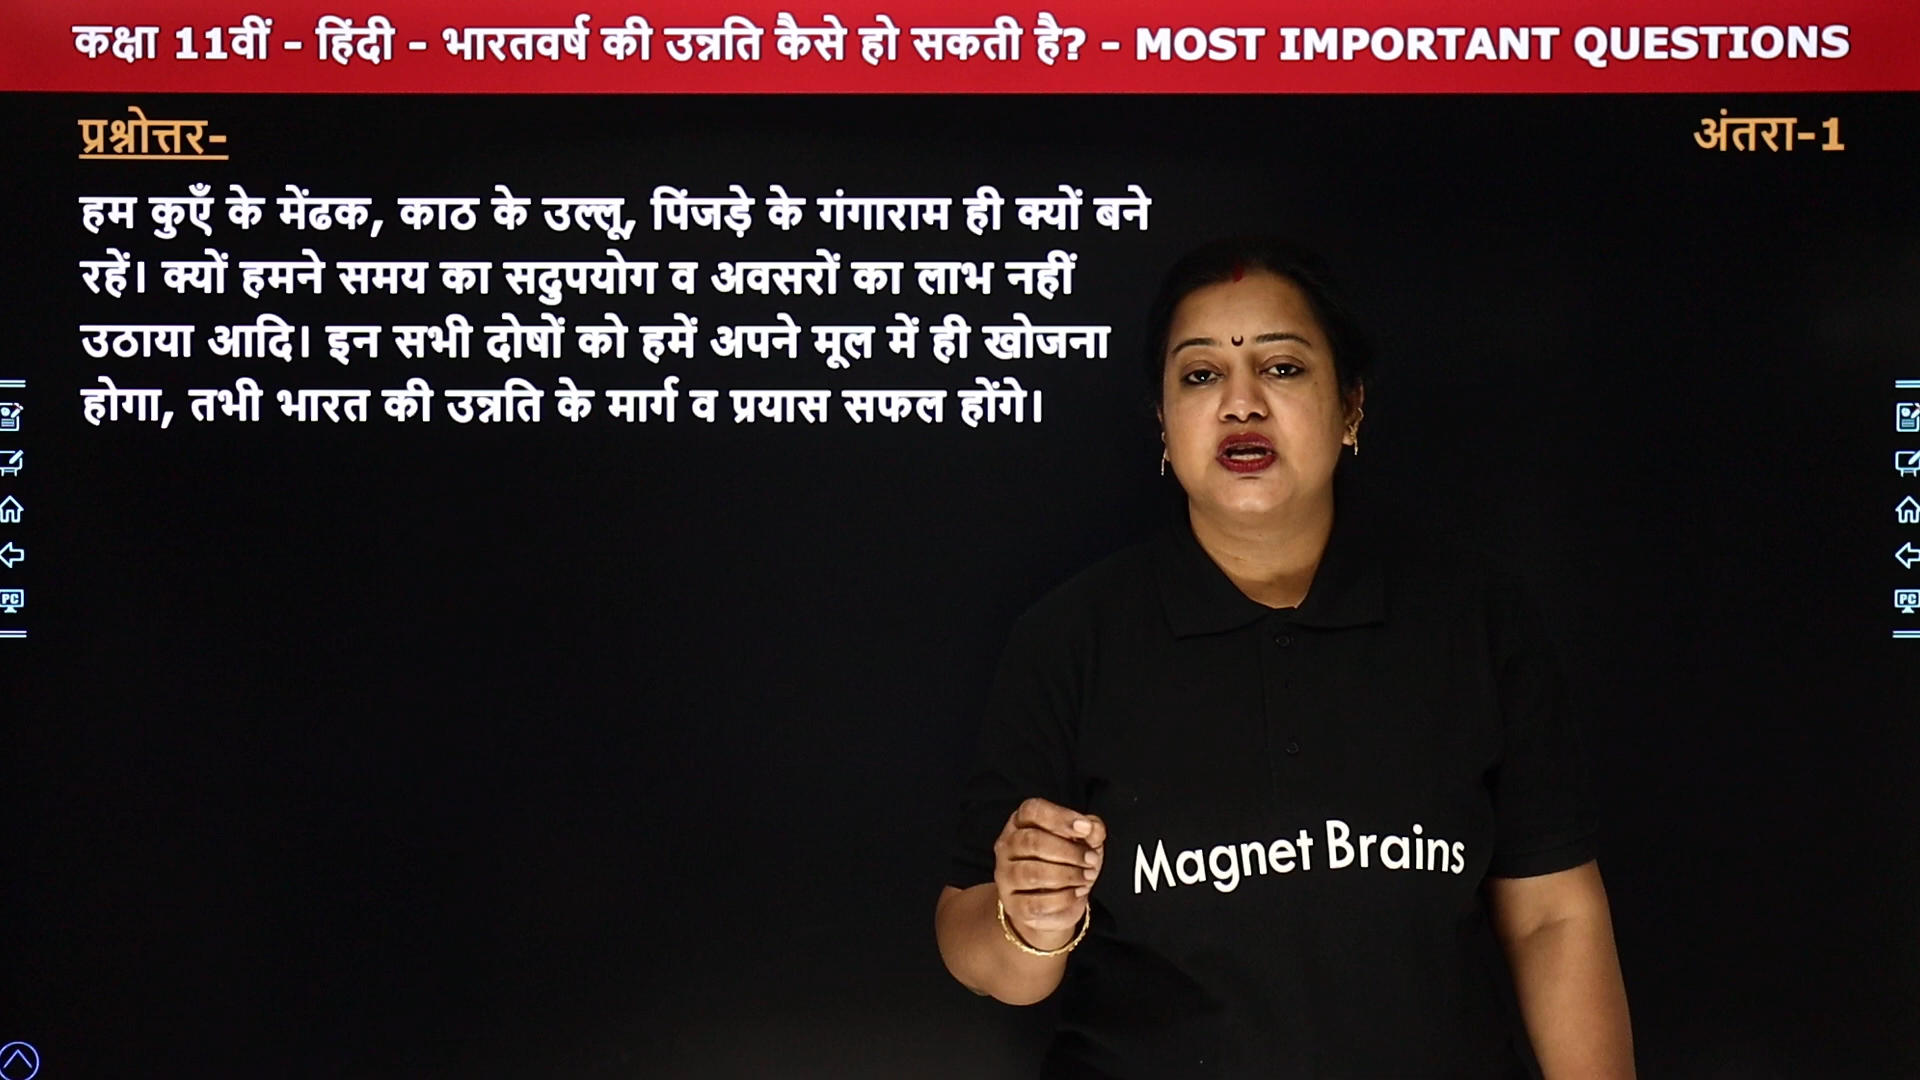 कक्षा 11वीं - हिंदी - भारतवर्ष की उन्नति कैसे हो सकती है? - MOST IMPORTANT QUESTIONS
प्रश्नोत्तर-
अंतरा-1
हम कुएँ के मेंढक, काठ के उल्लू, पिंजड़े के गंगाराम ही क्यों बने
रहें। क्यों हमने समय का सदुपयोग व अवसरों का लाभ नहीं
उठाया आदि। इन सभी दोषों को हमें अपने मूल में ही खोजना
होगा, तभी भारत की उन्नति के मार्ग व प्रयास सफल होंगे।
PC
PC
Magnet Brains